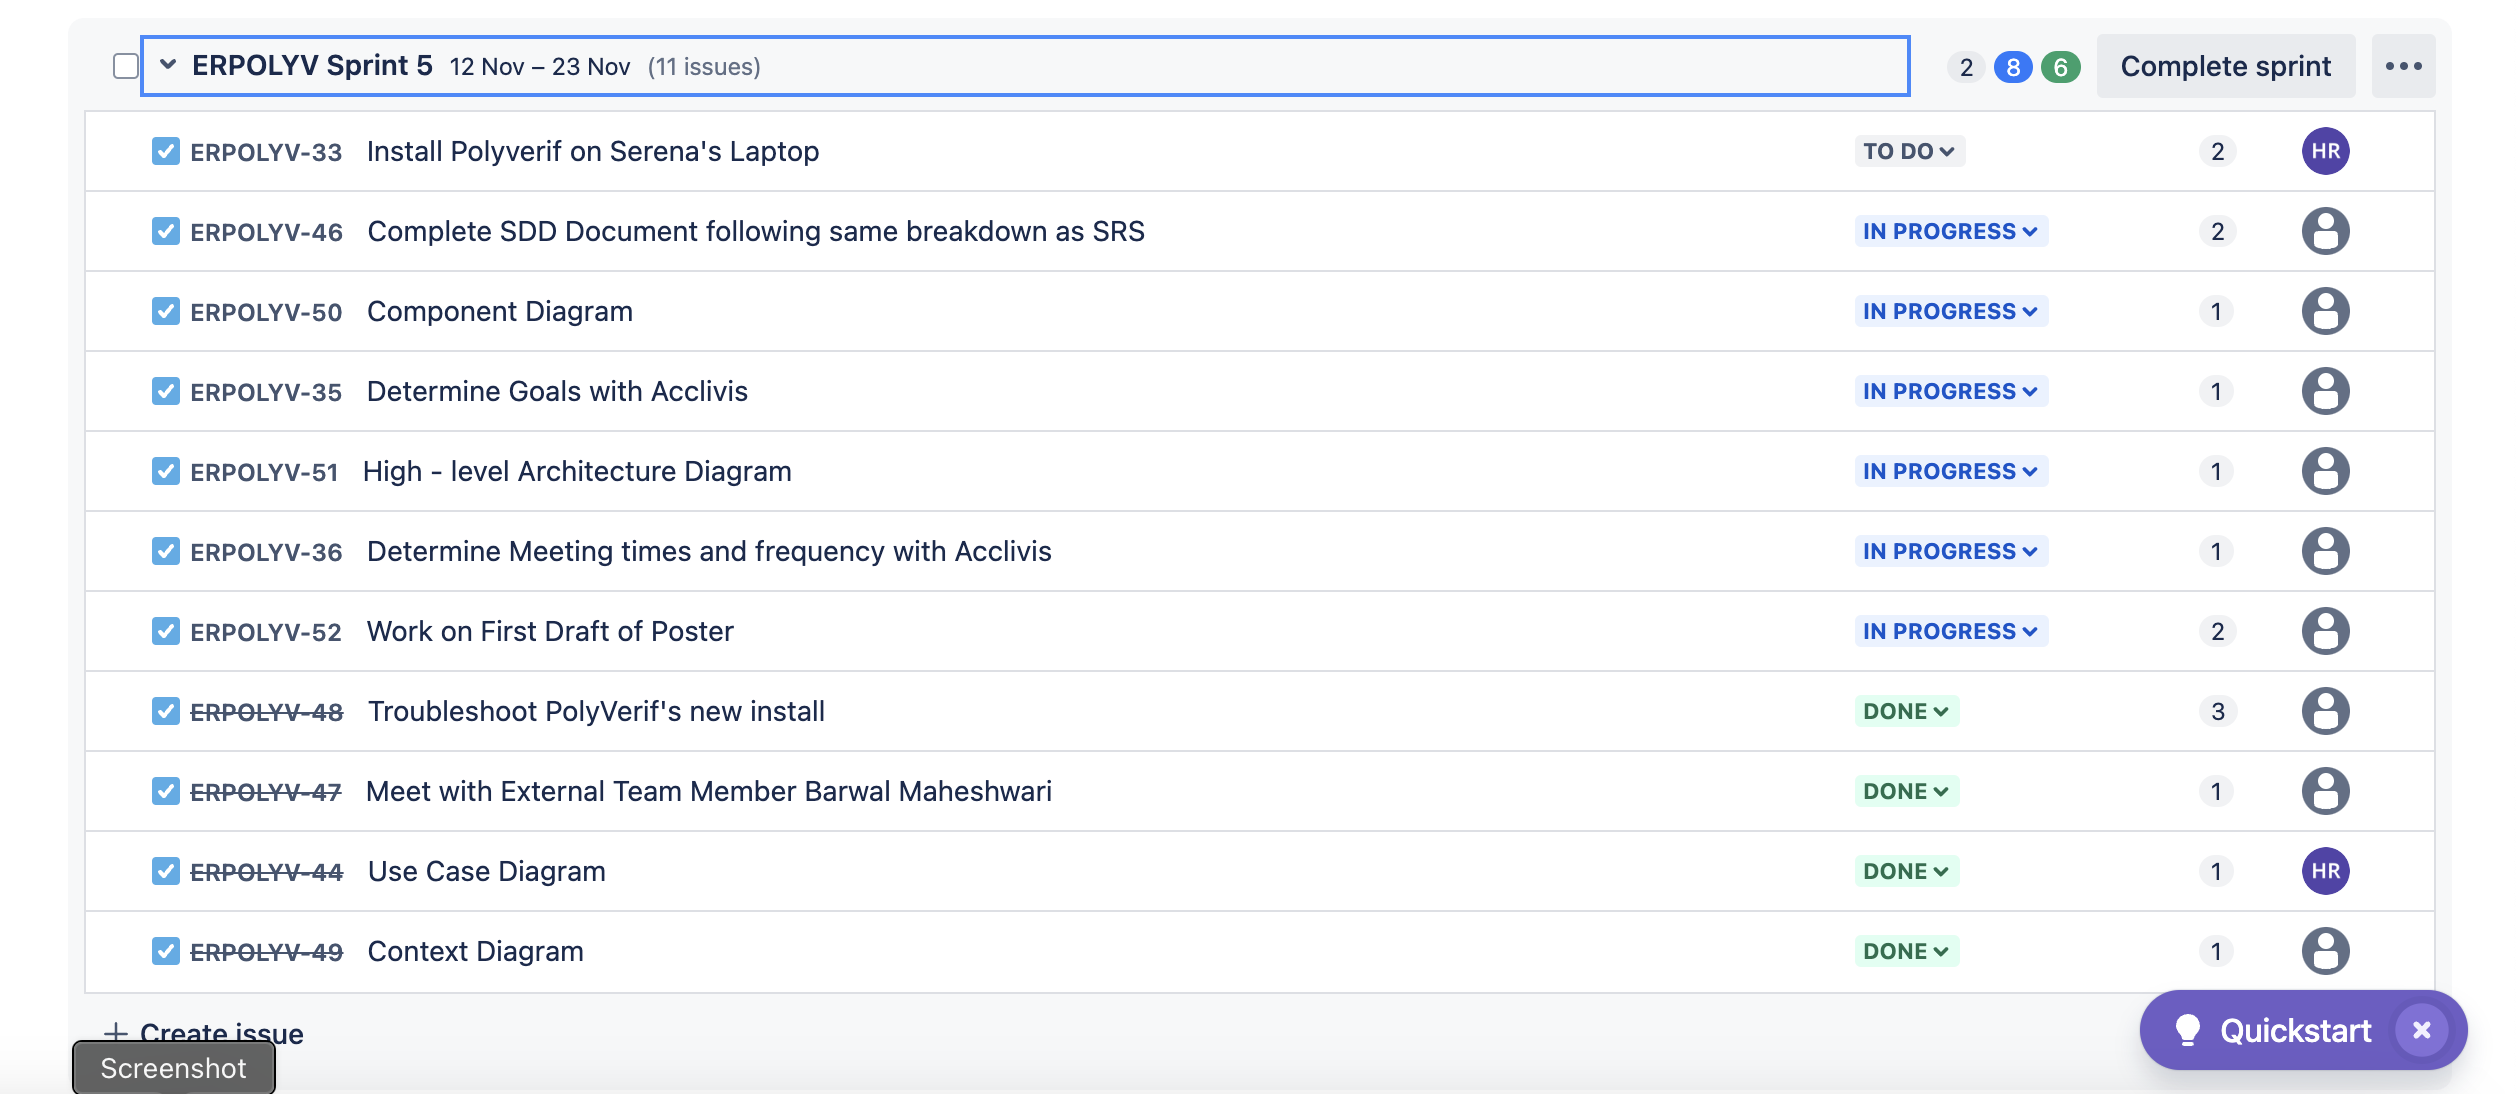 ERPOLYV Sprint 5 12 Nov – 23 Nov (11 issues) 2 8 6 Complete sprint
ERPOLYV-33 Install Polyverif on Serena's Laptop TO DO 2 HR
ERPOLYV-46 Complete SDD Document following same breakdown as SRS IN PROGRESS 2
ERPOLYV-50 Component Diagram IN PROGRESS 1
ERPOLYV-35 Determine Goals with Acclivis IN PROGRESS 1
ERPOLYV-51 High - level Architecture Diagram IN PROGRESS 1
ERPOLYV-36 Determine Meeting times and frequency with Acclivis IN PROGRESS 1
ERPOLYV-52 Work on First Draft of Poster IN PROGRESS 2
ERPOLYV-48 Troubleshoot PolyVerif's new install DONE 3
ERPOLYV-47 Meet with External Team Member Barwal Maheshwari DONE 1
ERPOLYV-44 Use Case Diagram DONE 1 HR
ERPOLYV-49 Context Diagram DONE 1
+ Create issue
Quickstart
Screenshot